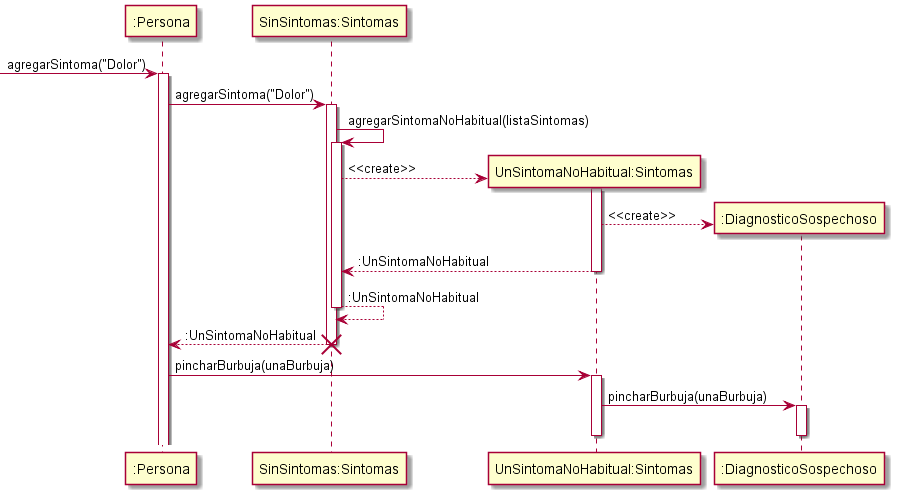 :Persona
SinSintomas:Sintomas
agregarSintoma("Dolor")
agregarSintoma("Dolor")
agregarSintomaNoHabitual(listaSintomas)
<<create>>
UnSintomaNoHabitual:Sintomas
<<create>>
:DiagnosticoSospechoso
:UnSintomaNoHabitual
:UnSintomaNoHabitual
:UnSintomaNoHabitual
pincharBurbuja(unaBurbuja)
pincharBurbuja(unaBurbuja)
:Persona
SinSintomas:Sintomas
UnSintomaNoHabitual:Sintomas
:DiagnosticoSospechoso